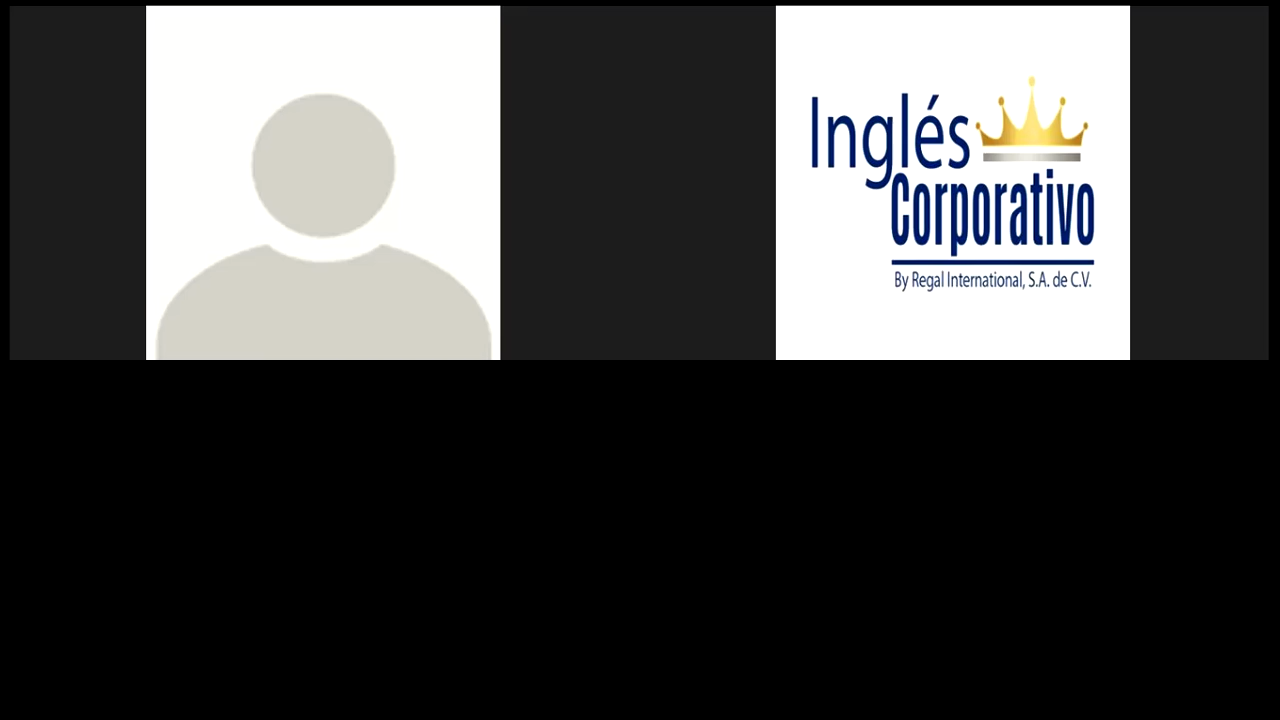 Inglés
Corporativo
By Regal International, S.A. de C.V.